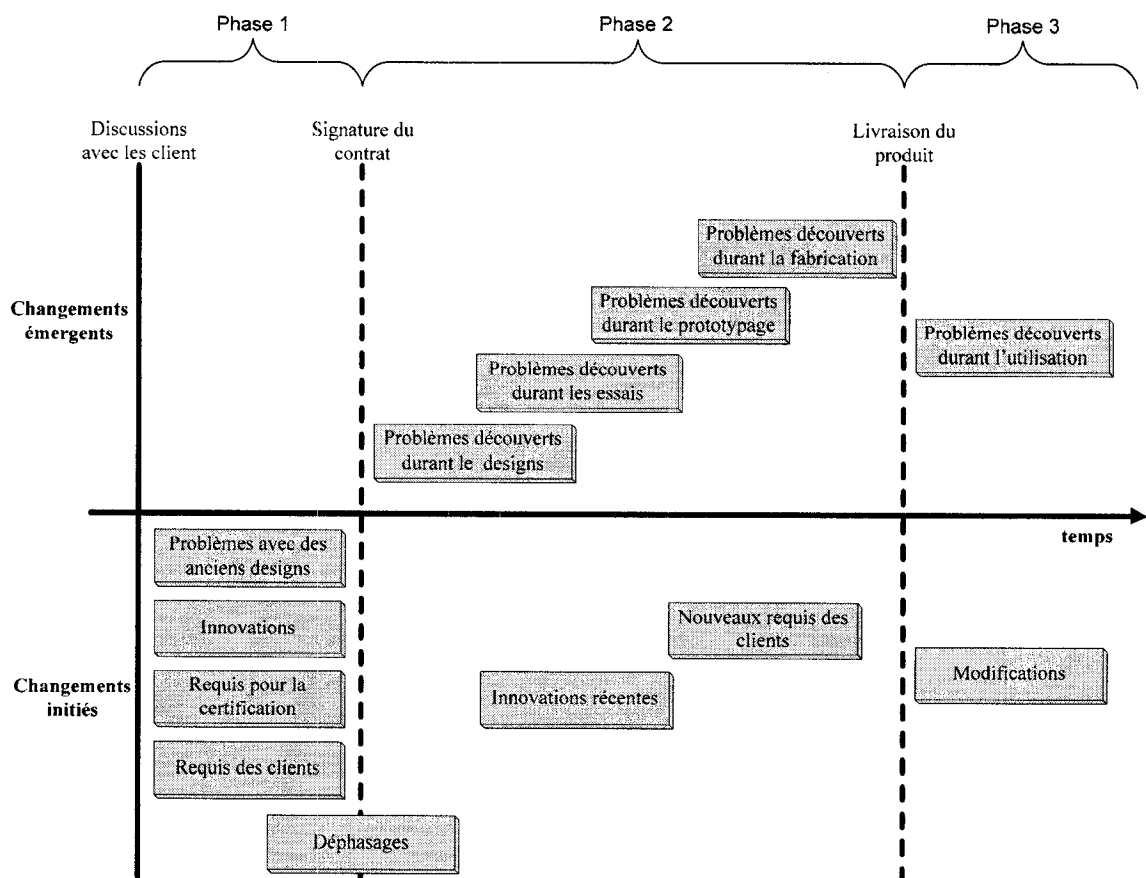 Phase 1
Phase 2
Phase 3
Discussions
avec les client
Signature du
contrat
Livraison du
produit
Changements
émergents
Problèmes découverts
durant la fabrication
Problèmes découverts
durant le prototypage
Problèmes découverts
durant l'utilisation
Problèmes découverts
durant les essais
Problèmes découverts
durant le designs
temps
Changements
initiés
Problèmes avec des
anciens designs
Innovations
Nouveaux requis des
clients
Requis pour la
certification
Innovations récentes
Modifications
Requis des clients
Déphasages